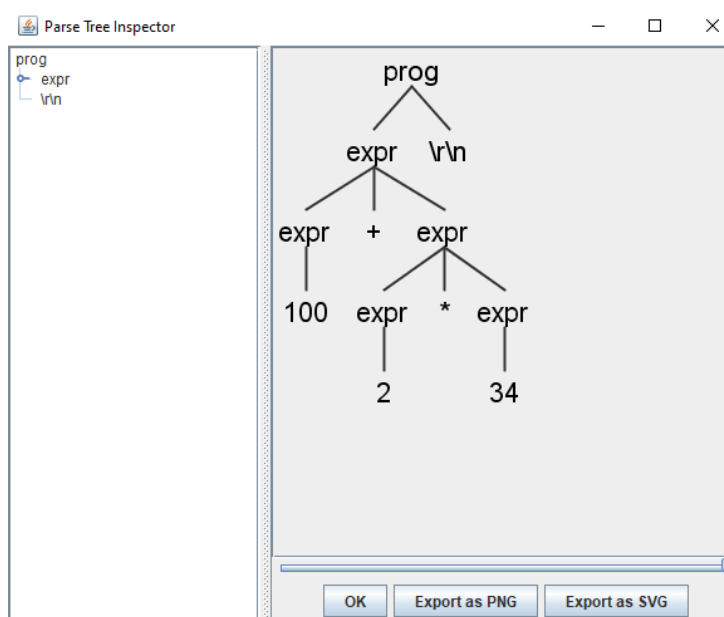 Parse Tree Inspector
prog
expr
\r\n
prog
expr \r\n
expr + expr
100 expr * expr
2 34
OK Export as PNG Export as SVG